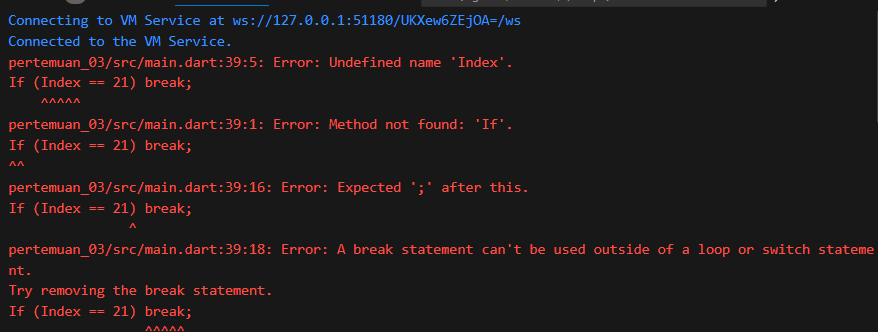 Connecting to VM Service at ws://127.0.0.1:51180/UKXew6ZEjOA=/ws
Connected to the VM Service.
pertemuan_03/src/main.dart:39:5: Error: Undefined name 'Index'.
If (Index == 21) break;
    ^^^^^
pertemuan_03/src/main.dart:39:1: Error: Method not found: 'If'.
If (Index == 21) break;
^^
pertemuan_03/src/main.dart:39:16: Error: Expected ';' after this.
If (Index == 21) break;
               ^
pertemuan_03/src/main.dart:39:18: Error: A break statement can't be used outside of a loop or switch stateme
nt.
Try removing the break statement.
If (Index == 21) break;
                 ^^^^^